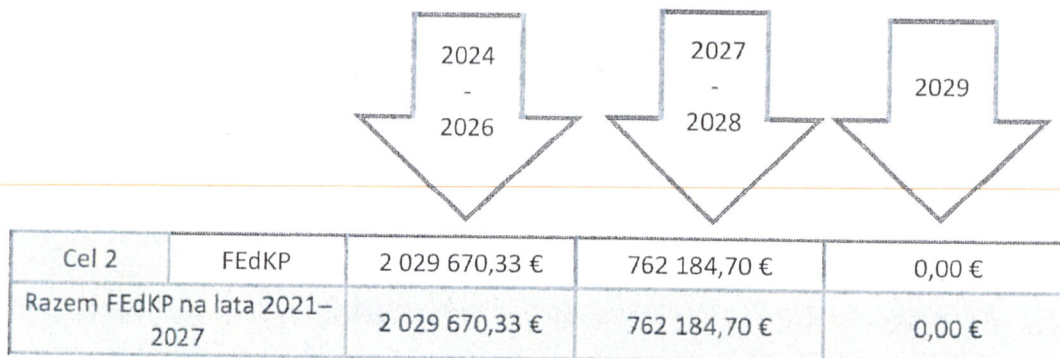 2024
-
2026
2027
-
2028
2029
Cel 2 FEdKP 2 029 670,33 € 762 184,70 € 0,00 €
Razem FEdKP na lata 2021–
2027 2 029 670,33 € 762 184,70 € 0,00 €